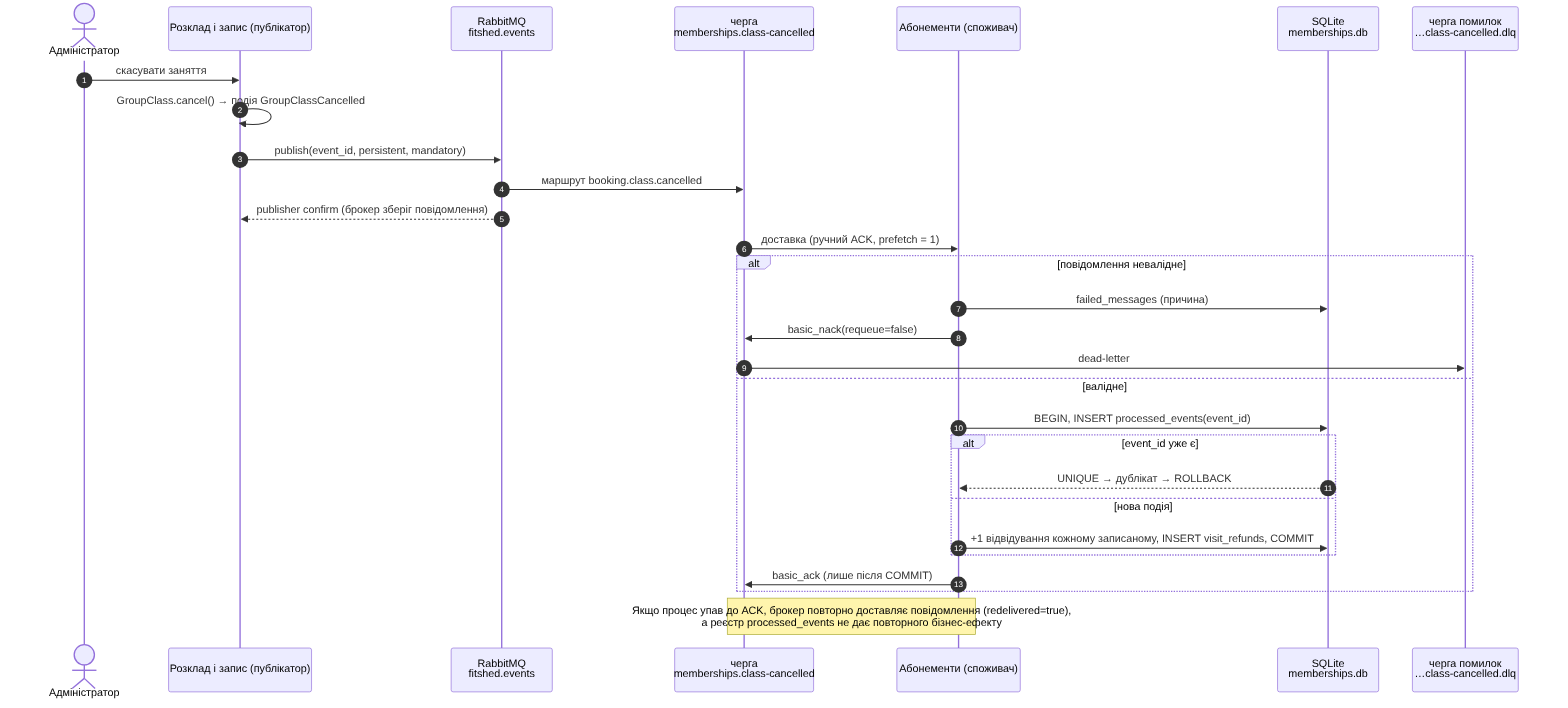 Адміністратор
Розклад і запис (публікатор)
RabbitMQ
fitshed.events
черга
memberships.class-cancelled
Абонементи (споживач)
SQLite
memberships.db
черга помилок
…class-cancelled.dlq
1
скасувати заняття
GroupClass.cancel() → подія GroupClassCancelled
2
3
publish(event_id, persistent, mandatory)
4
маршрут booking.class.cancelled
publisher confirm (брокер зберіг повідомлення)
5
6
доставка (ручний ACK, prefetch = 1)
alt
[повідомлення невалідне]
7
failed_messages (причина)
basic_nack(requeue=false)
8
9
dead-letter
[валідне]
10
BEGIN, INSERT processed_events(event_id)
alt
[event_id уже є]
UNIQUE → дублікат → ROLLBACK
11
[нова подія]
12
+1 відвідування кожному записаному, INSERT visit_refunds, COMMIT
basic_ack (лише після COMMIT)
13
Якщо процес упав до ACK, брокер повторно доставляє повідомлення (redelivered=true),
а реєстр processed_events не дає повторного бізнес-ефекту
Адміністратор
Розклад і запис (публікатор)
RabbitMQ
fitshed.events
черга
memberships.class-cancelled
Абонементи (споживач)
SQLite
memberships.db
черга помилок
…class-cancelled.dlq